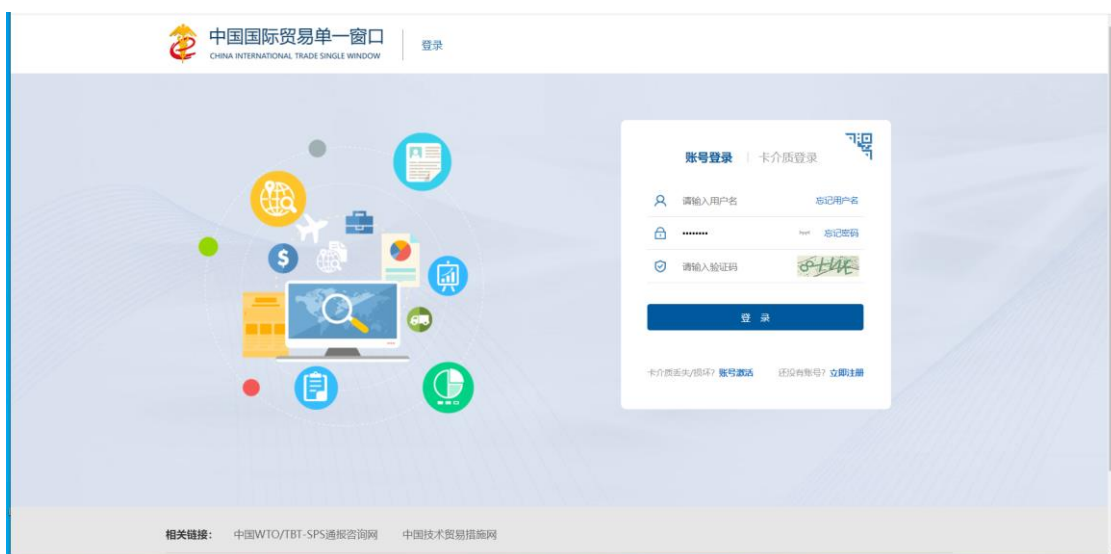 中国国际贸易单一窗口
CHINA INTERNATIONAL TRADE SINGLE WINDOW
登录
账号登录 卡介质登录
请输入用户名 忘记用户名
•••••••• 忘记密码
请输入验证码
登 录
卡介质丢失/损坏? 账号激活 还没有账号? 立即注册
相关链接: 中国WTO/TBT-SPS通报咨询网 中国技术贸易措施网